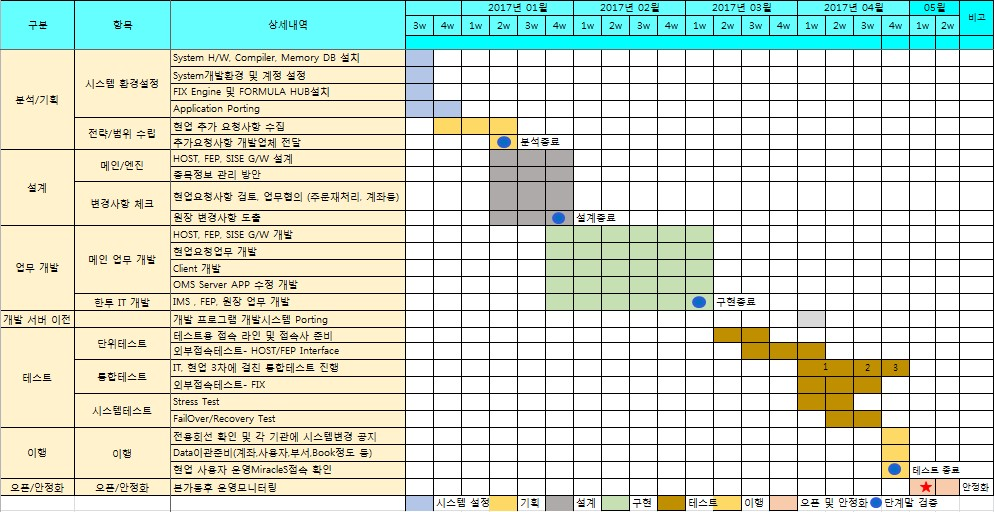 구분 항목 상세내역 2017년 01월 2017년 02월 2017년 03월 2017년 04월 05월 비고
3w 4w 1w 2w 3w 4w 1w 2w 3w 4w 1w 2w 3w 4w 1w 2w 3w 4w 1w 2w
분석/기획 시스템 환경설정 System H/W, Compiler, Memory DB 설치
System개발환경 및 계정 설정
FIX Engine 및 FORMULA HUB설치
Application Porting
전략/범위 수립 현업 추가 요청사항 수집
추가요청사항 개발업체 전달 분석종료
설계 메인/엔진 HOST, FEP, SISE G/W 설계
종목정보 관리 방안
변경사항 체크 현업요청사항 검토, 업무협의 (주문재처리, 계좌등)
원장 변경사항 도출 설계종료
업무 개발 메인 업무 개발 HOST, FEP, SISE G/W 개발
현업요청업무 개발
Client 개발
OMS Server APP 수정 개발
한투 IT 개발 IMS , FEP, 원장 업무 개발 구현종료
개발 서버 이전 개발 프로그램 개발시스템 Porting
테스트 단위테스트 테스트용 접속 라인 및 접속사 준비
외부접속테스트- HOST/FEP Interface
통합테스트 IT, 현업 3차에 걸친 통합테스트 진행 1 2 3
외부접속테스트- FIX
시스템테스트 Stress Test
FailOver/Recovery Test
이행 이행 전용회선 확인 및 각 기관에 시스템변경 공지
Data이관준비(계좌,사용자,부서,Book정도 등)
현업 사용자 운영MiracleS접속 확인 테스트 종료
오픈/안정화 오픈/안정화 본가동후 운영모니터링 안정화
시스템 설정 기획 설계 구현 테스트 이행 오픈 및 안정화 단계말 검증